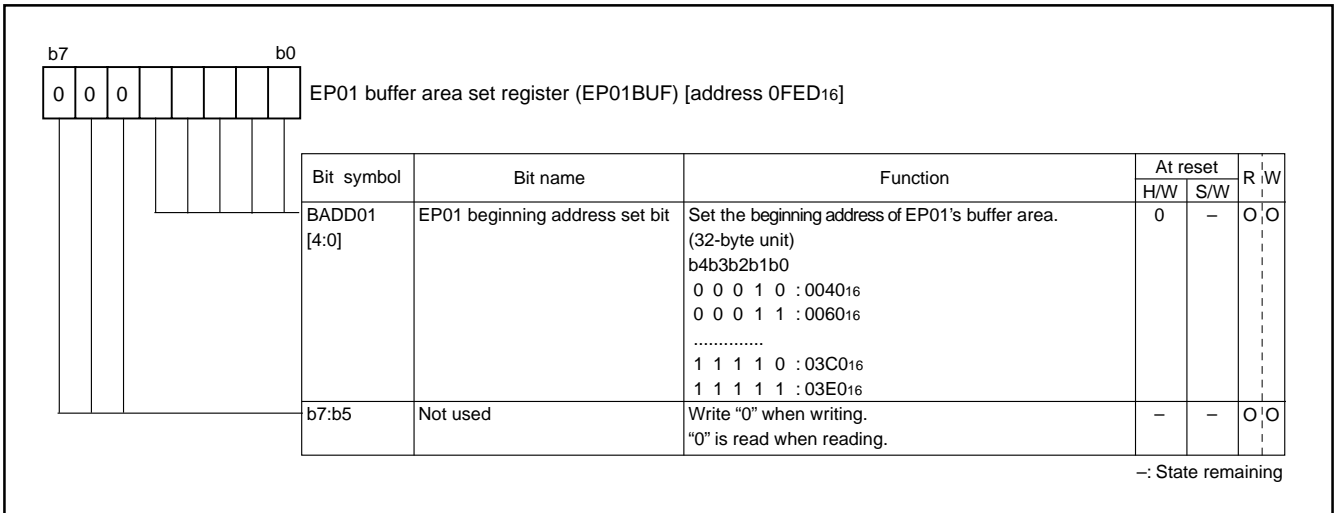 b7 b0
0 0 0 EP01 buffer area set register (EP01BUF) [address 0FED16]
Bit symbol Bit name Function At reset R W
H/W S/W
BADD01 EP01 beginning address set bit Set the beginning address of EP01's buffer area. 0 – O O
[4:0] (32-byte unit)
b4b3b2b1b0
0 0 0 1 0 : 004016
0 0 0 1 1 : 006016
..............
1 1 1 1 0 : 03C016
1 1 1 1 1 : 03E016
b7:b5 Not used Write “0” when writing. – – O O
“0” is read when reading.
–: State remaining